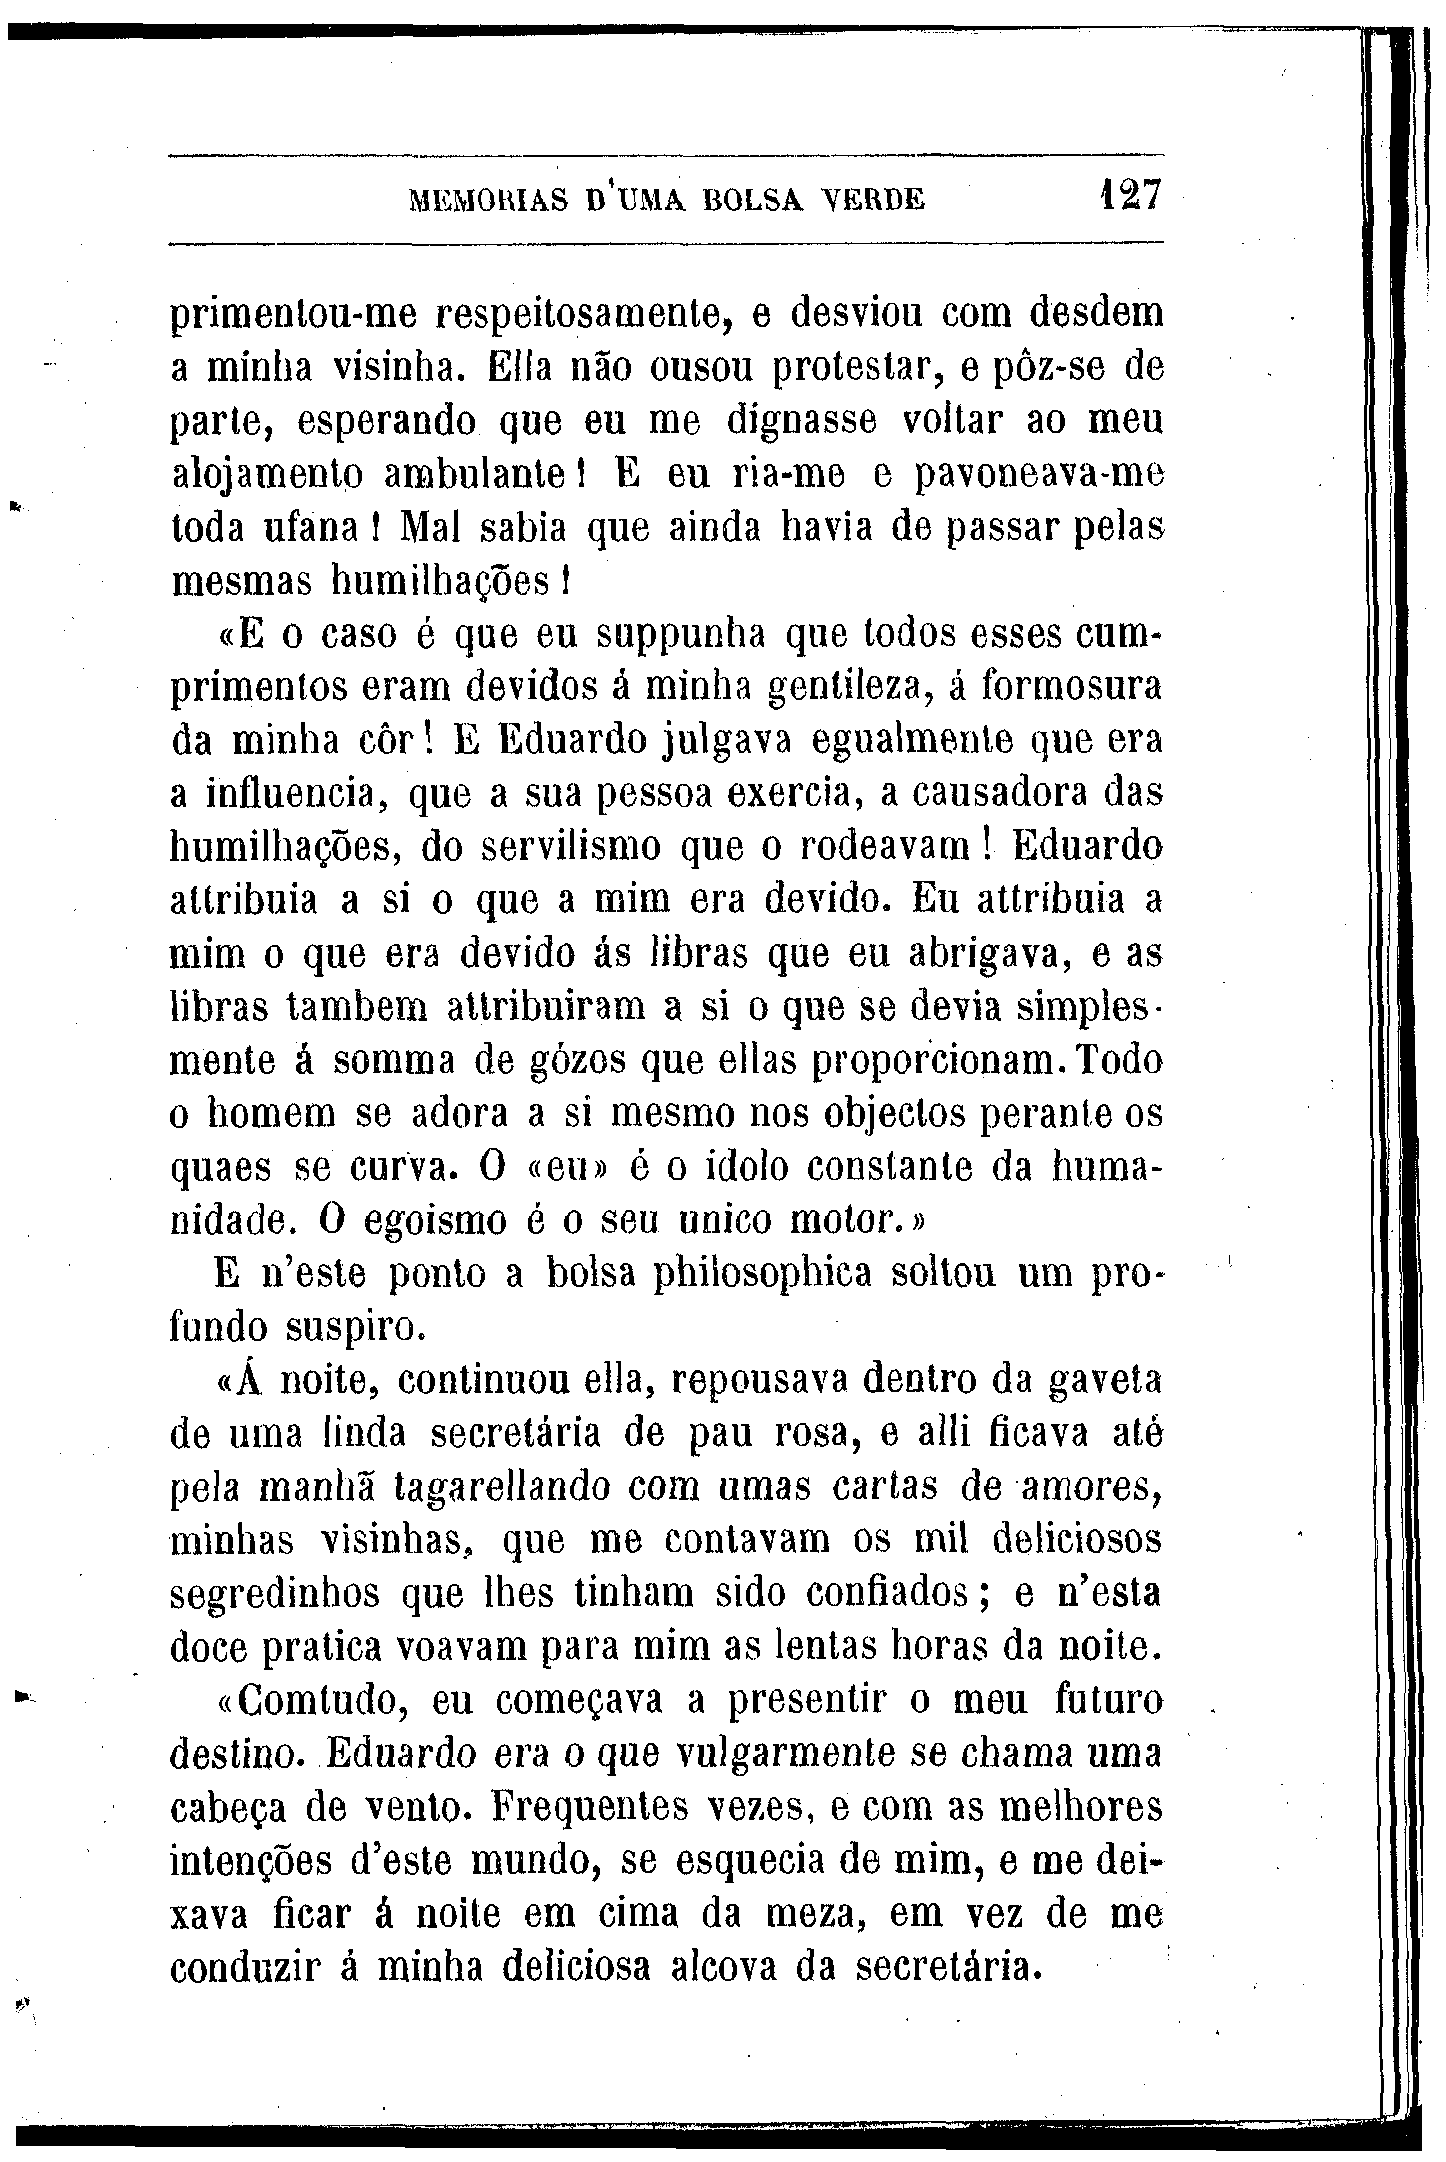 MEMORIAS D'UMA BOLSA VERDE 127
primentou-me respeitosamente, e desviou com desdem
a minha visinha. Ella não ousou protestar, e pôz-se de
parte, esperando que eu me dignasse voltar ao meu
alojamento ambulante! E eu ria-me e pavoneava-me
toda ufana! Mal sabia que ainda havia de passar pelas
mesmas humilhações!
«E o caso é que eu suppunha que todos esses cum-
primentos eram devidos á minha gentileza, á formosura
da minha côr! E Eduardo julgava egualmente que era
a influencia, que a sua pessoa exercia, a causadora das
humilhações, do servilismo que o rodeavam! Eduardo
attribuia a si o que a mim era devido. Eu attribuia a
mim o que era devido ás libras que eu abrigava, e as
libras tambem attribuiram a si o que se devia simples-
mente á somma de gózos que ellas proporcionam. Todo
o homem se adora a si mesmo nos objectos perante os
quaes se curva. O «eu» é o idolo constante da huma-
nidade. O egoismo é o seu unico motor.»
E n'este ponto a bolsa philosophica soltou um pro-
fundo suspiro.
«Á noite, continuou ella, repousava dentro da gaveta
de uma linda secretária de pau rosa, e alli ficava até
pela manhã tagarellando com umas cartas de amores,
minhas visinhas, que me contavam os mil deliciosos
segredinhos que lhes tinham sido confiados; e n'esta
doce pratica voavam para mim as lentas horas da noite.
«Comtudo, eu começava a presentir o meu futuro
destino. Eduardo era o que vulgarmente se chama uma
cabeça de vento. Frequentes vezes, e com as melhores
intenções d'este mundo, se esquecia de mim, e me dei-
xava ficar á noite em cima da meza, em vez de me
conduzir á minha deliciosa alcova da secretária.